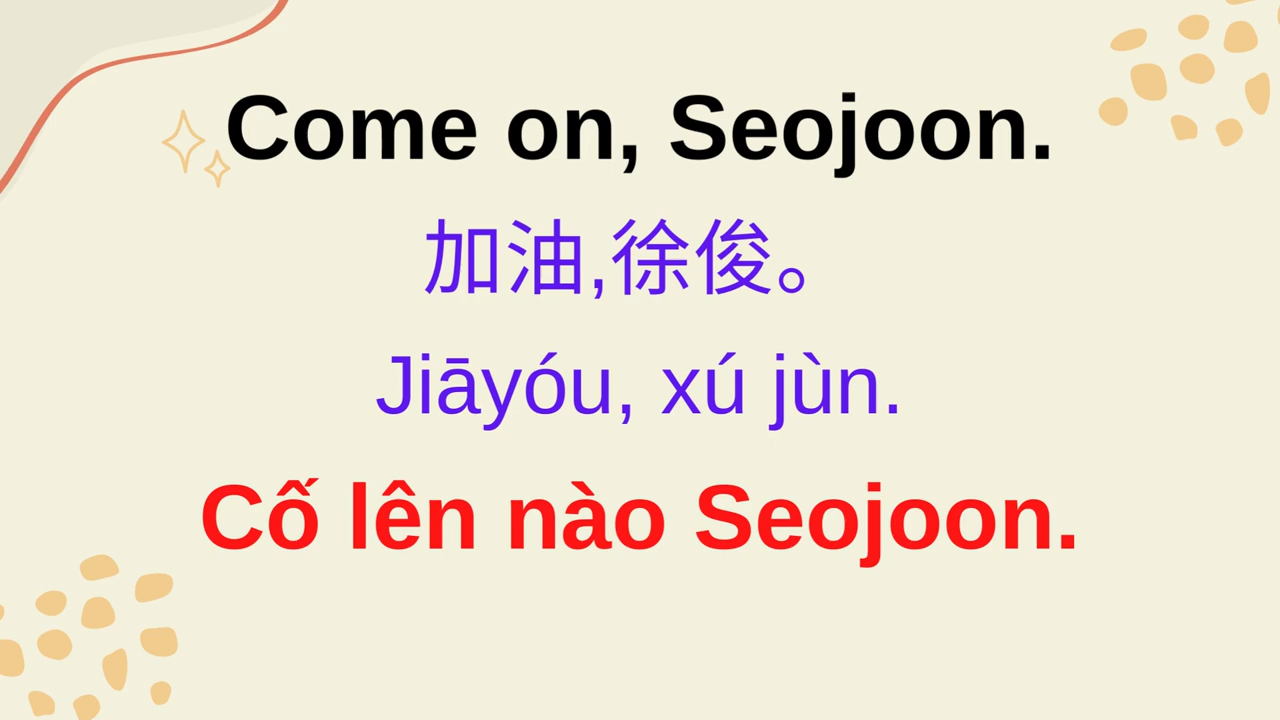 Come on, Seojoon.
加油,徐俊。
Jiāyóu, xú jùn.
Cố lên nào Seojoon.